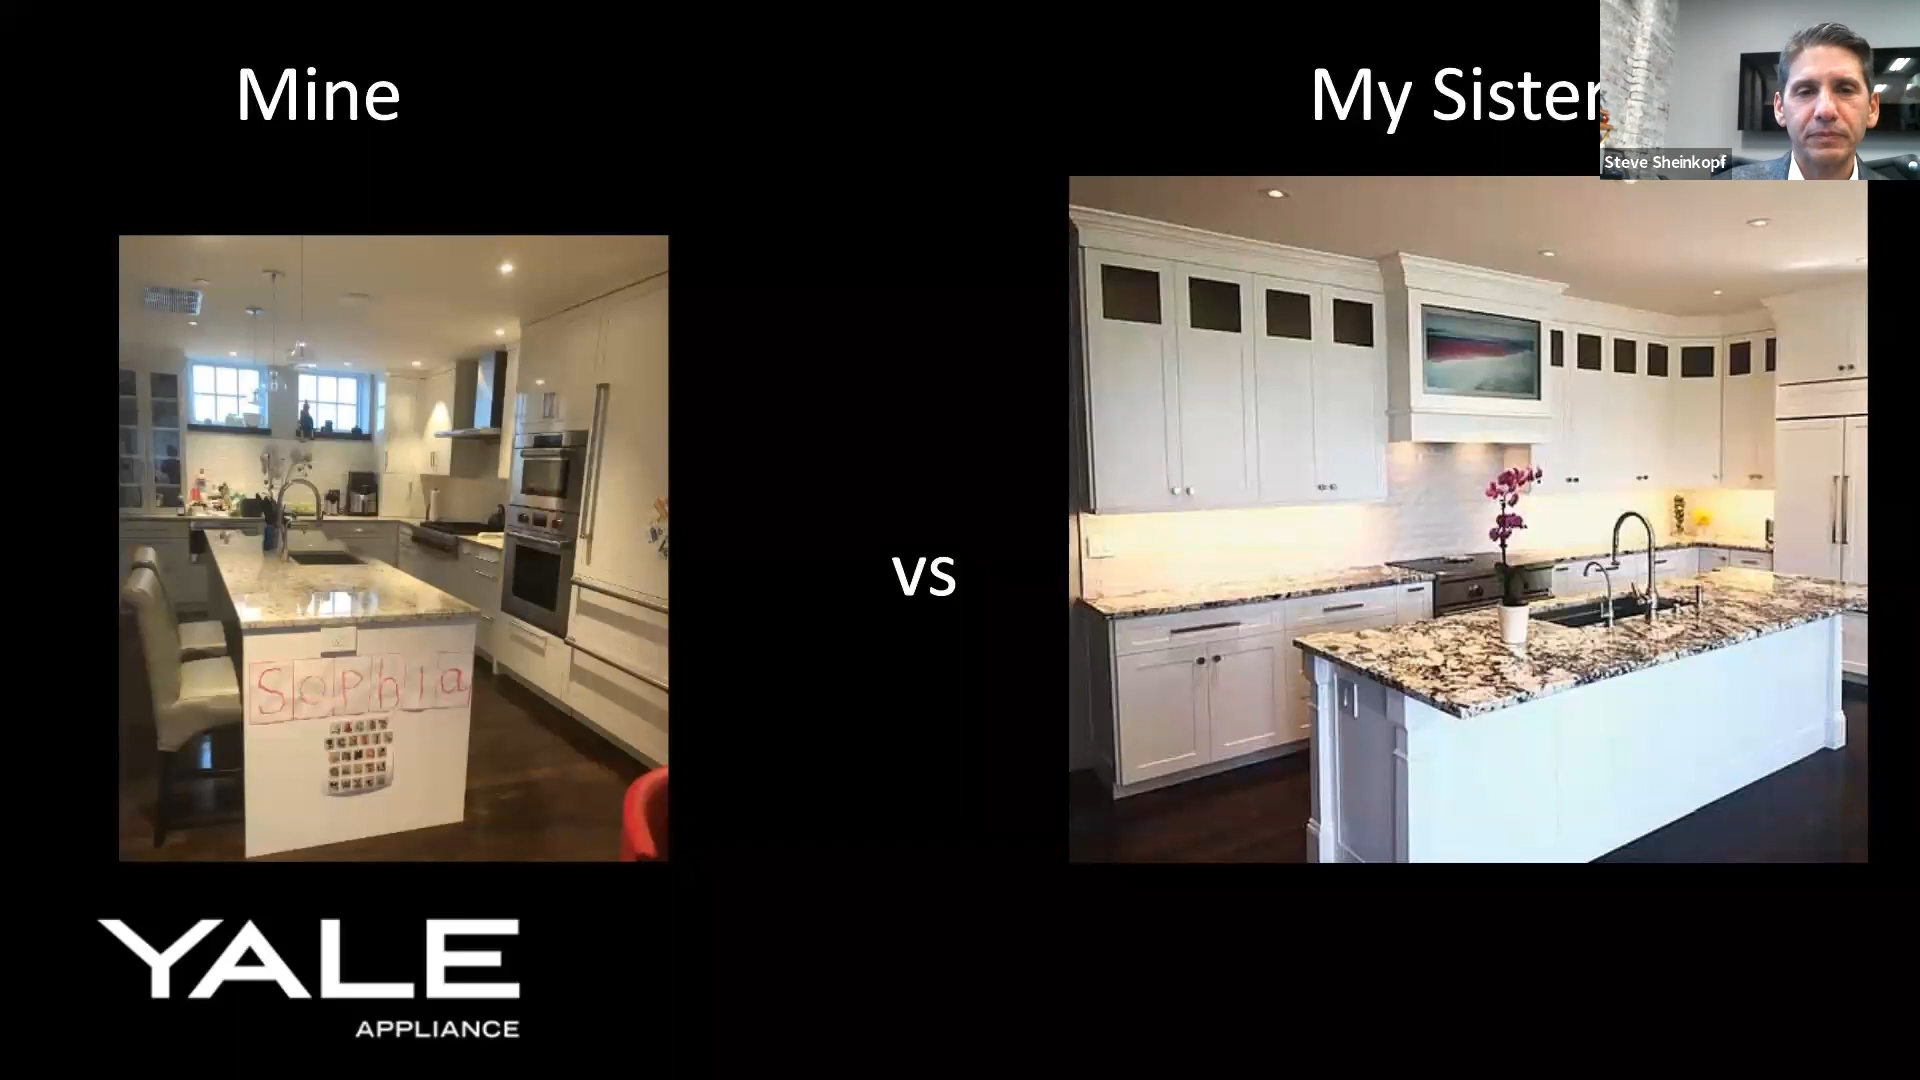 Mine
My Sister
Steve Sheinkopf
vs
Sophia
YALE
APPLIANCE